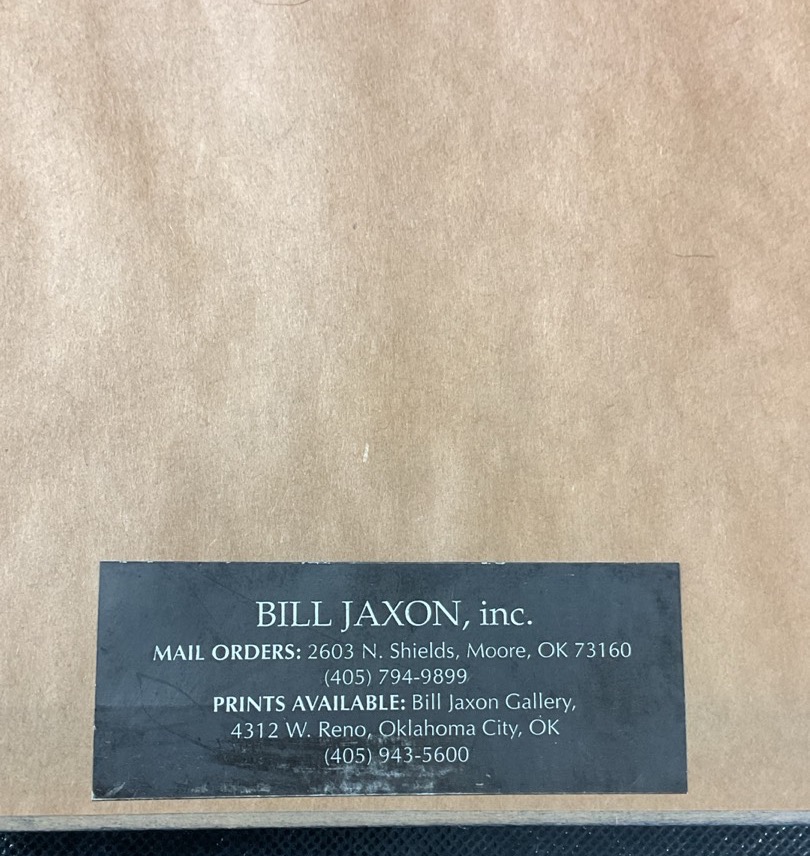 BILL JAXON, inc.
MAIL ORDERS: 2603 N. Shields, Moore, OK 73160
(405) 794-9899
PRINTS AVAILABLE: Bill Jaxon Gallery,
4312 W. Reno, Oklahoma City, OK
(405) 943-5600